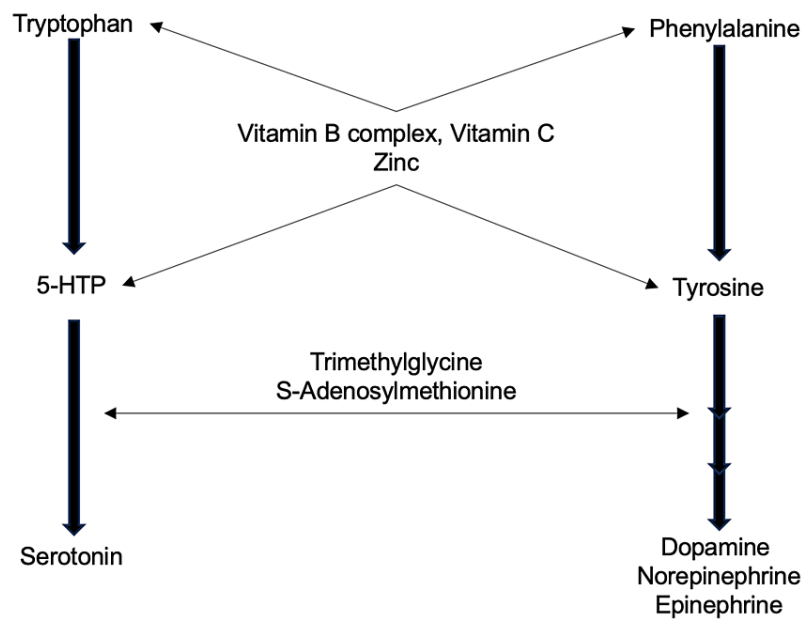 Tryptophan
Phenylalanine
Vitamin B complex, Vitamin C
Zinc
5-HTP
Tyrosine
Trimethylglycine
S-Adenosylmethionine
Serotonin
Dopamine
Norepinephrine
Epinephrine